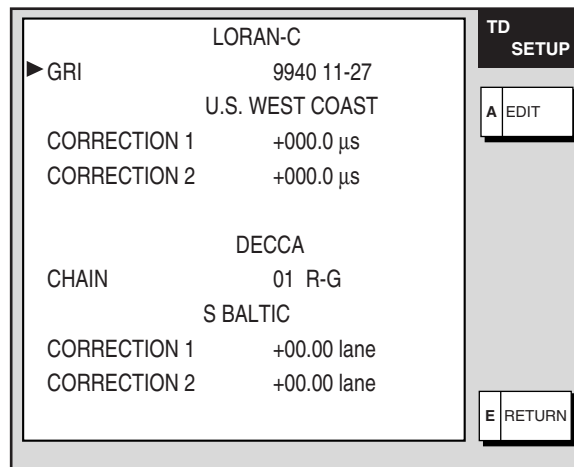 LORAN-C
▶GRI 9940 11-27
U.S. WEST COAST
CORRECTION 1 +000.0 µs
CORRECTION 2 +000.0 µs
DECCA
CHAIN 01 R-G
S BALTIC
CORRECTION 1 +00.00 lane
CORRECTION 2 +00.00 lane
TD
SETUP
A EDIT
E RETURN